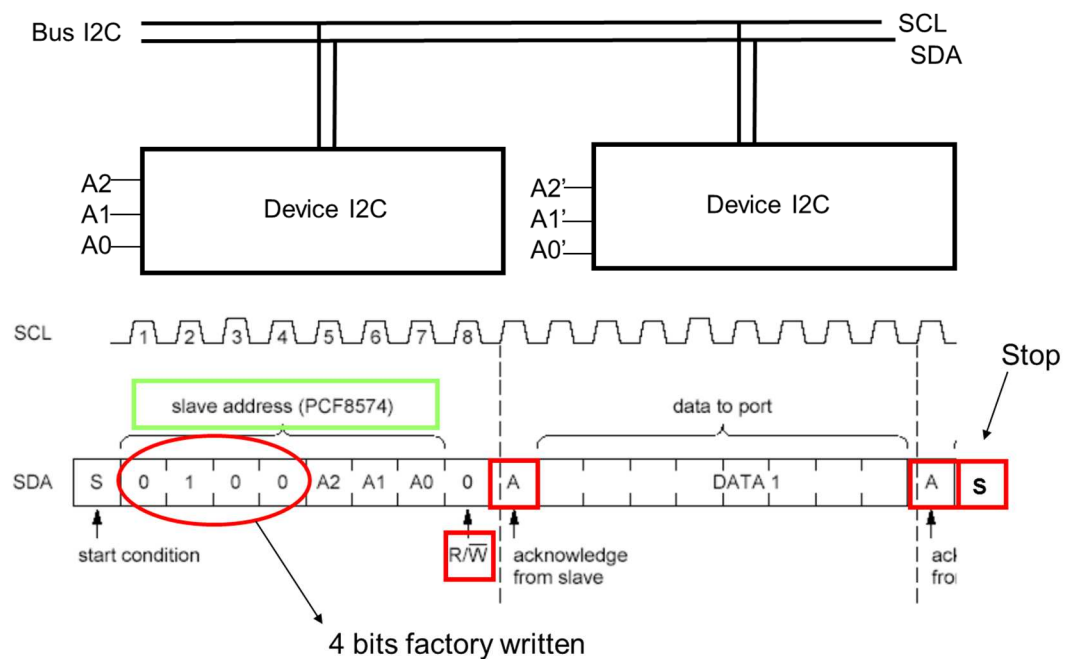 Bus I2C
SCL
SDA
A2
A1
A0
Device I2C
A2’
A1’
A0’
Device I2C
SCL
1 2 3 4 5 6 7 8
Stop
slave address (PCF8574)
data to port
SDA
S 0 1 0 0 A2 A1 A0 0 A DATA 1 A S
start condition
R/W̅
acknowledge
from slave
acl
froi
4 bits factory written